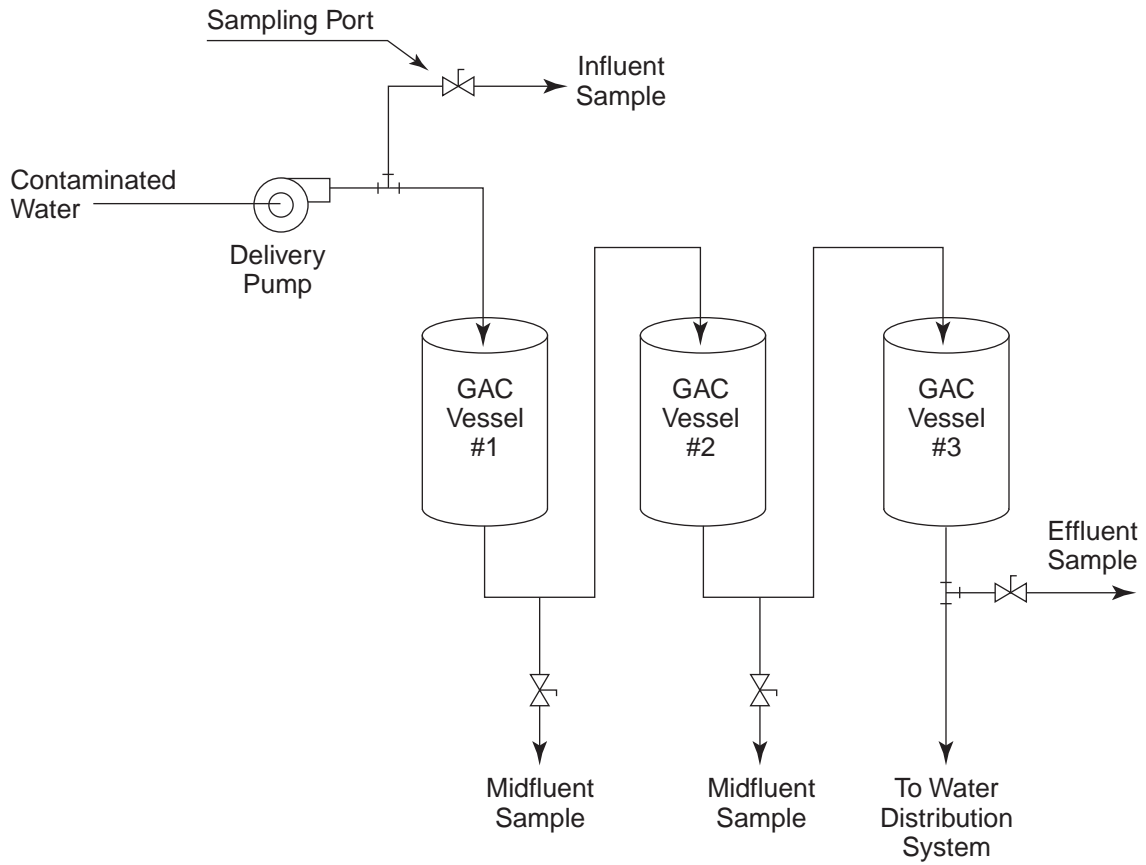 Sampling Port
Influent
Sample
Contaminated
Water
Delivery
Pump
GAC
Vessel
#1
GAC
Vessel
#2
GAC
Vessel
#3
Effluent
Sample
Midfluent
Sample
Midfluent
Sample
To Water
Distribution
System